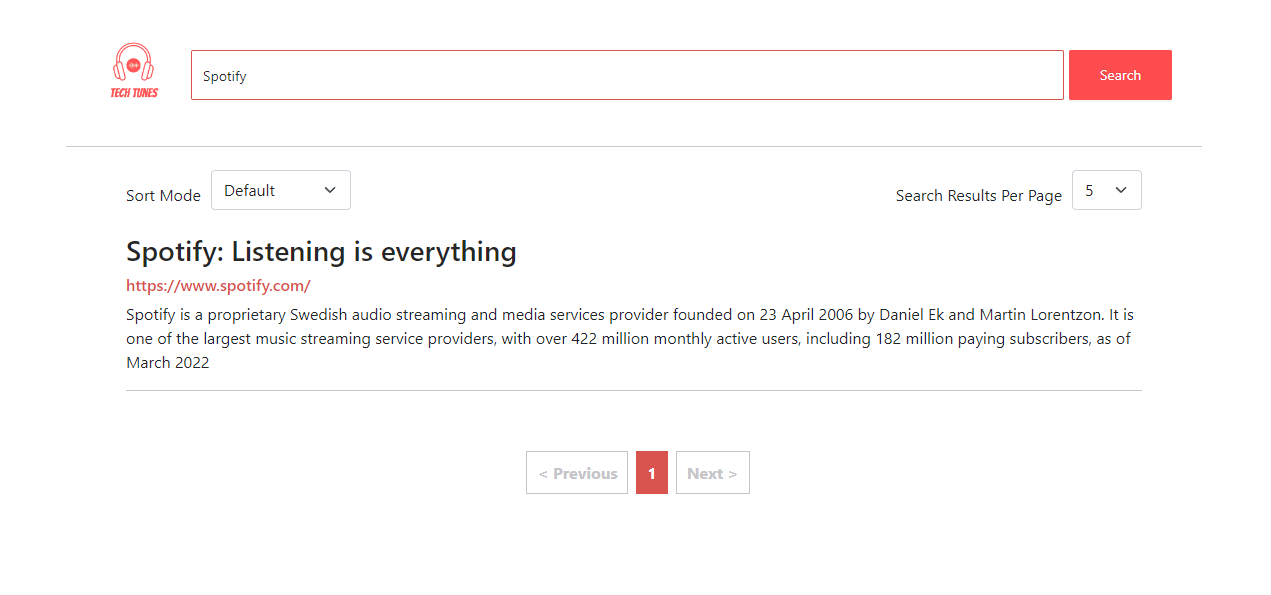 TECH TUNES
Spotify
Search
Sort Mode
Default
Search Results Per Page
5
Spotify: Listening is everything
https://www.spotify.com/
Spotify is a proprietary Swedish audio streaming and media services provider founded on 23 April 2006 by Daniel Ek and Martin Lorentzon. It is
one of the largest music streaming service providers, with over 422 million monthly active users, including 182 million paying subscribers, as of
March 2022
< Previous
1
Next >